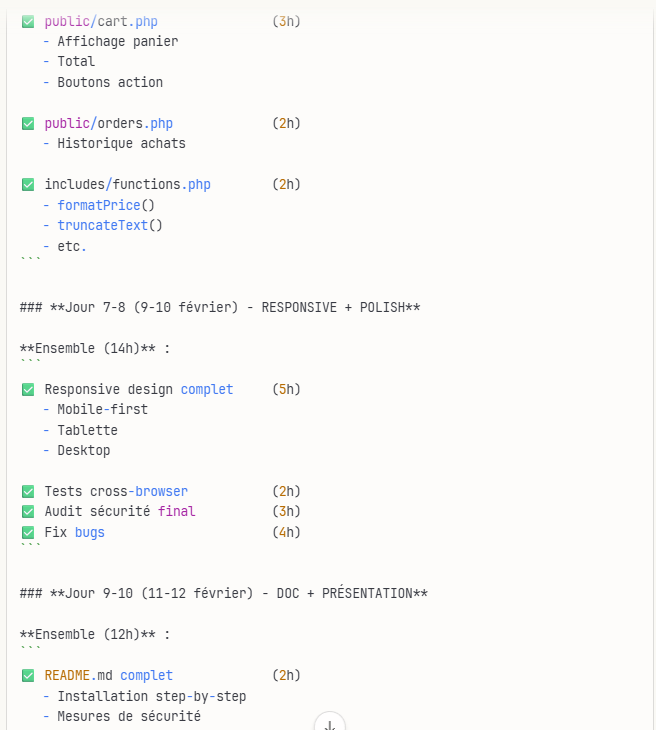 ✅ public/cart.php (3h)
- Affichage panier
- Total
- Boutons action
✅ public/orders.php (2h)
- Historique achats
✅ includes/functions.php (2h)
- formatPrice()
- truncateText()
- etc.
```
### **Jour 7-8 (9-10 février) - RESPONSIVE + POLISH**
**Ensemble (14h)** :
```
✅ Responsive design complet (5h)
- Mobile-first
- Tablette
- Desktop
✅ Tests cross-browser (2h)
✅ Audit sécurité final (3h)
✅ Fix bugs (4h)
```
### **Jour 9-10 (11-12 février) - DOC + PRÉSENTATION**
**Ensemble (12h)** :
```
✅ README.md complet (2h)
- Installation step-by-step
- Mesures de sécurité